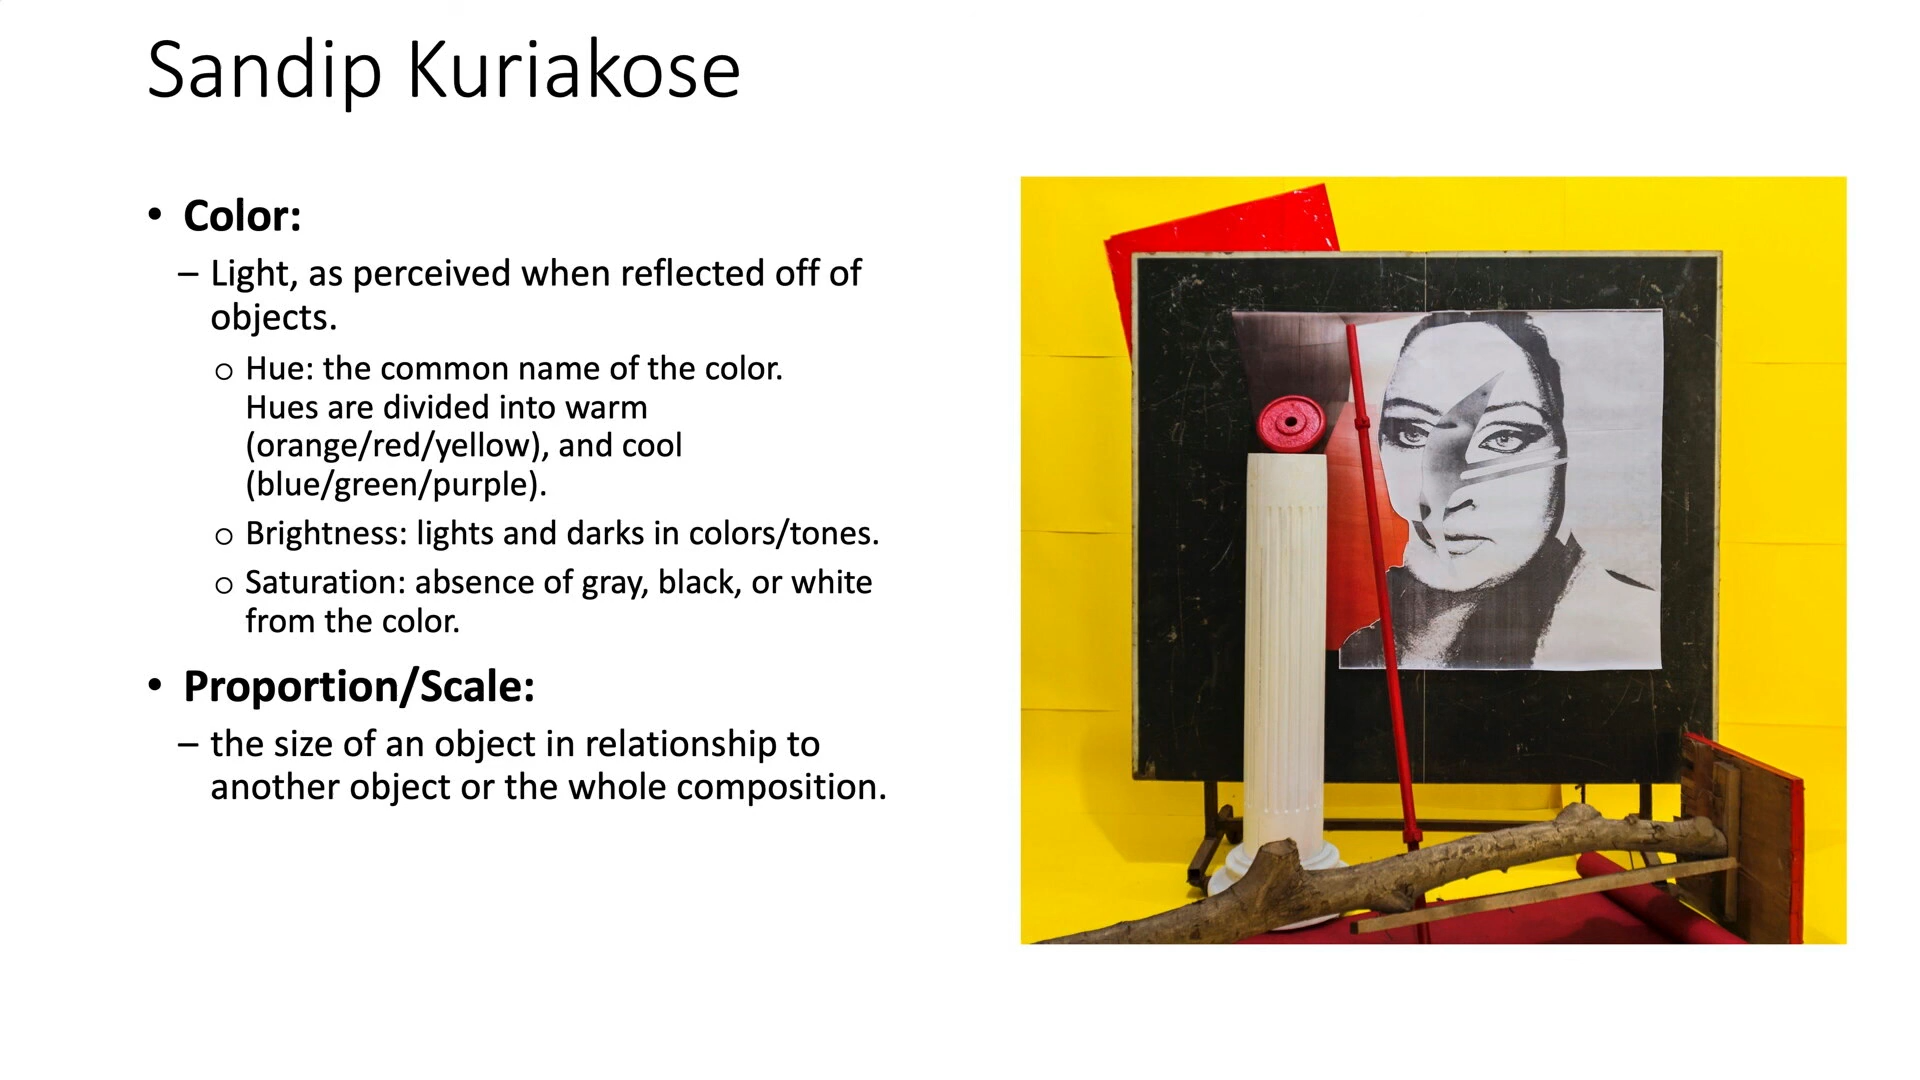 Sandip Kuriakose
• Color:
– Light, as perceived when reflected off of
objects.
o Hue: the common name of the color.
Hues are divided into warm
(orange/red/yellow), and cool
(blue/green/purple).
o Brightness: lights and darks in colors/tones.
o Saturation: absence of gray, black, or white
from the color.
• Proportion/Scale:
– the size of an object in relationship to
another object or the whole composition.